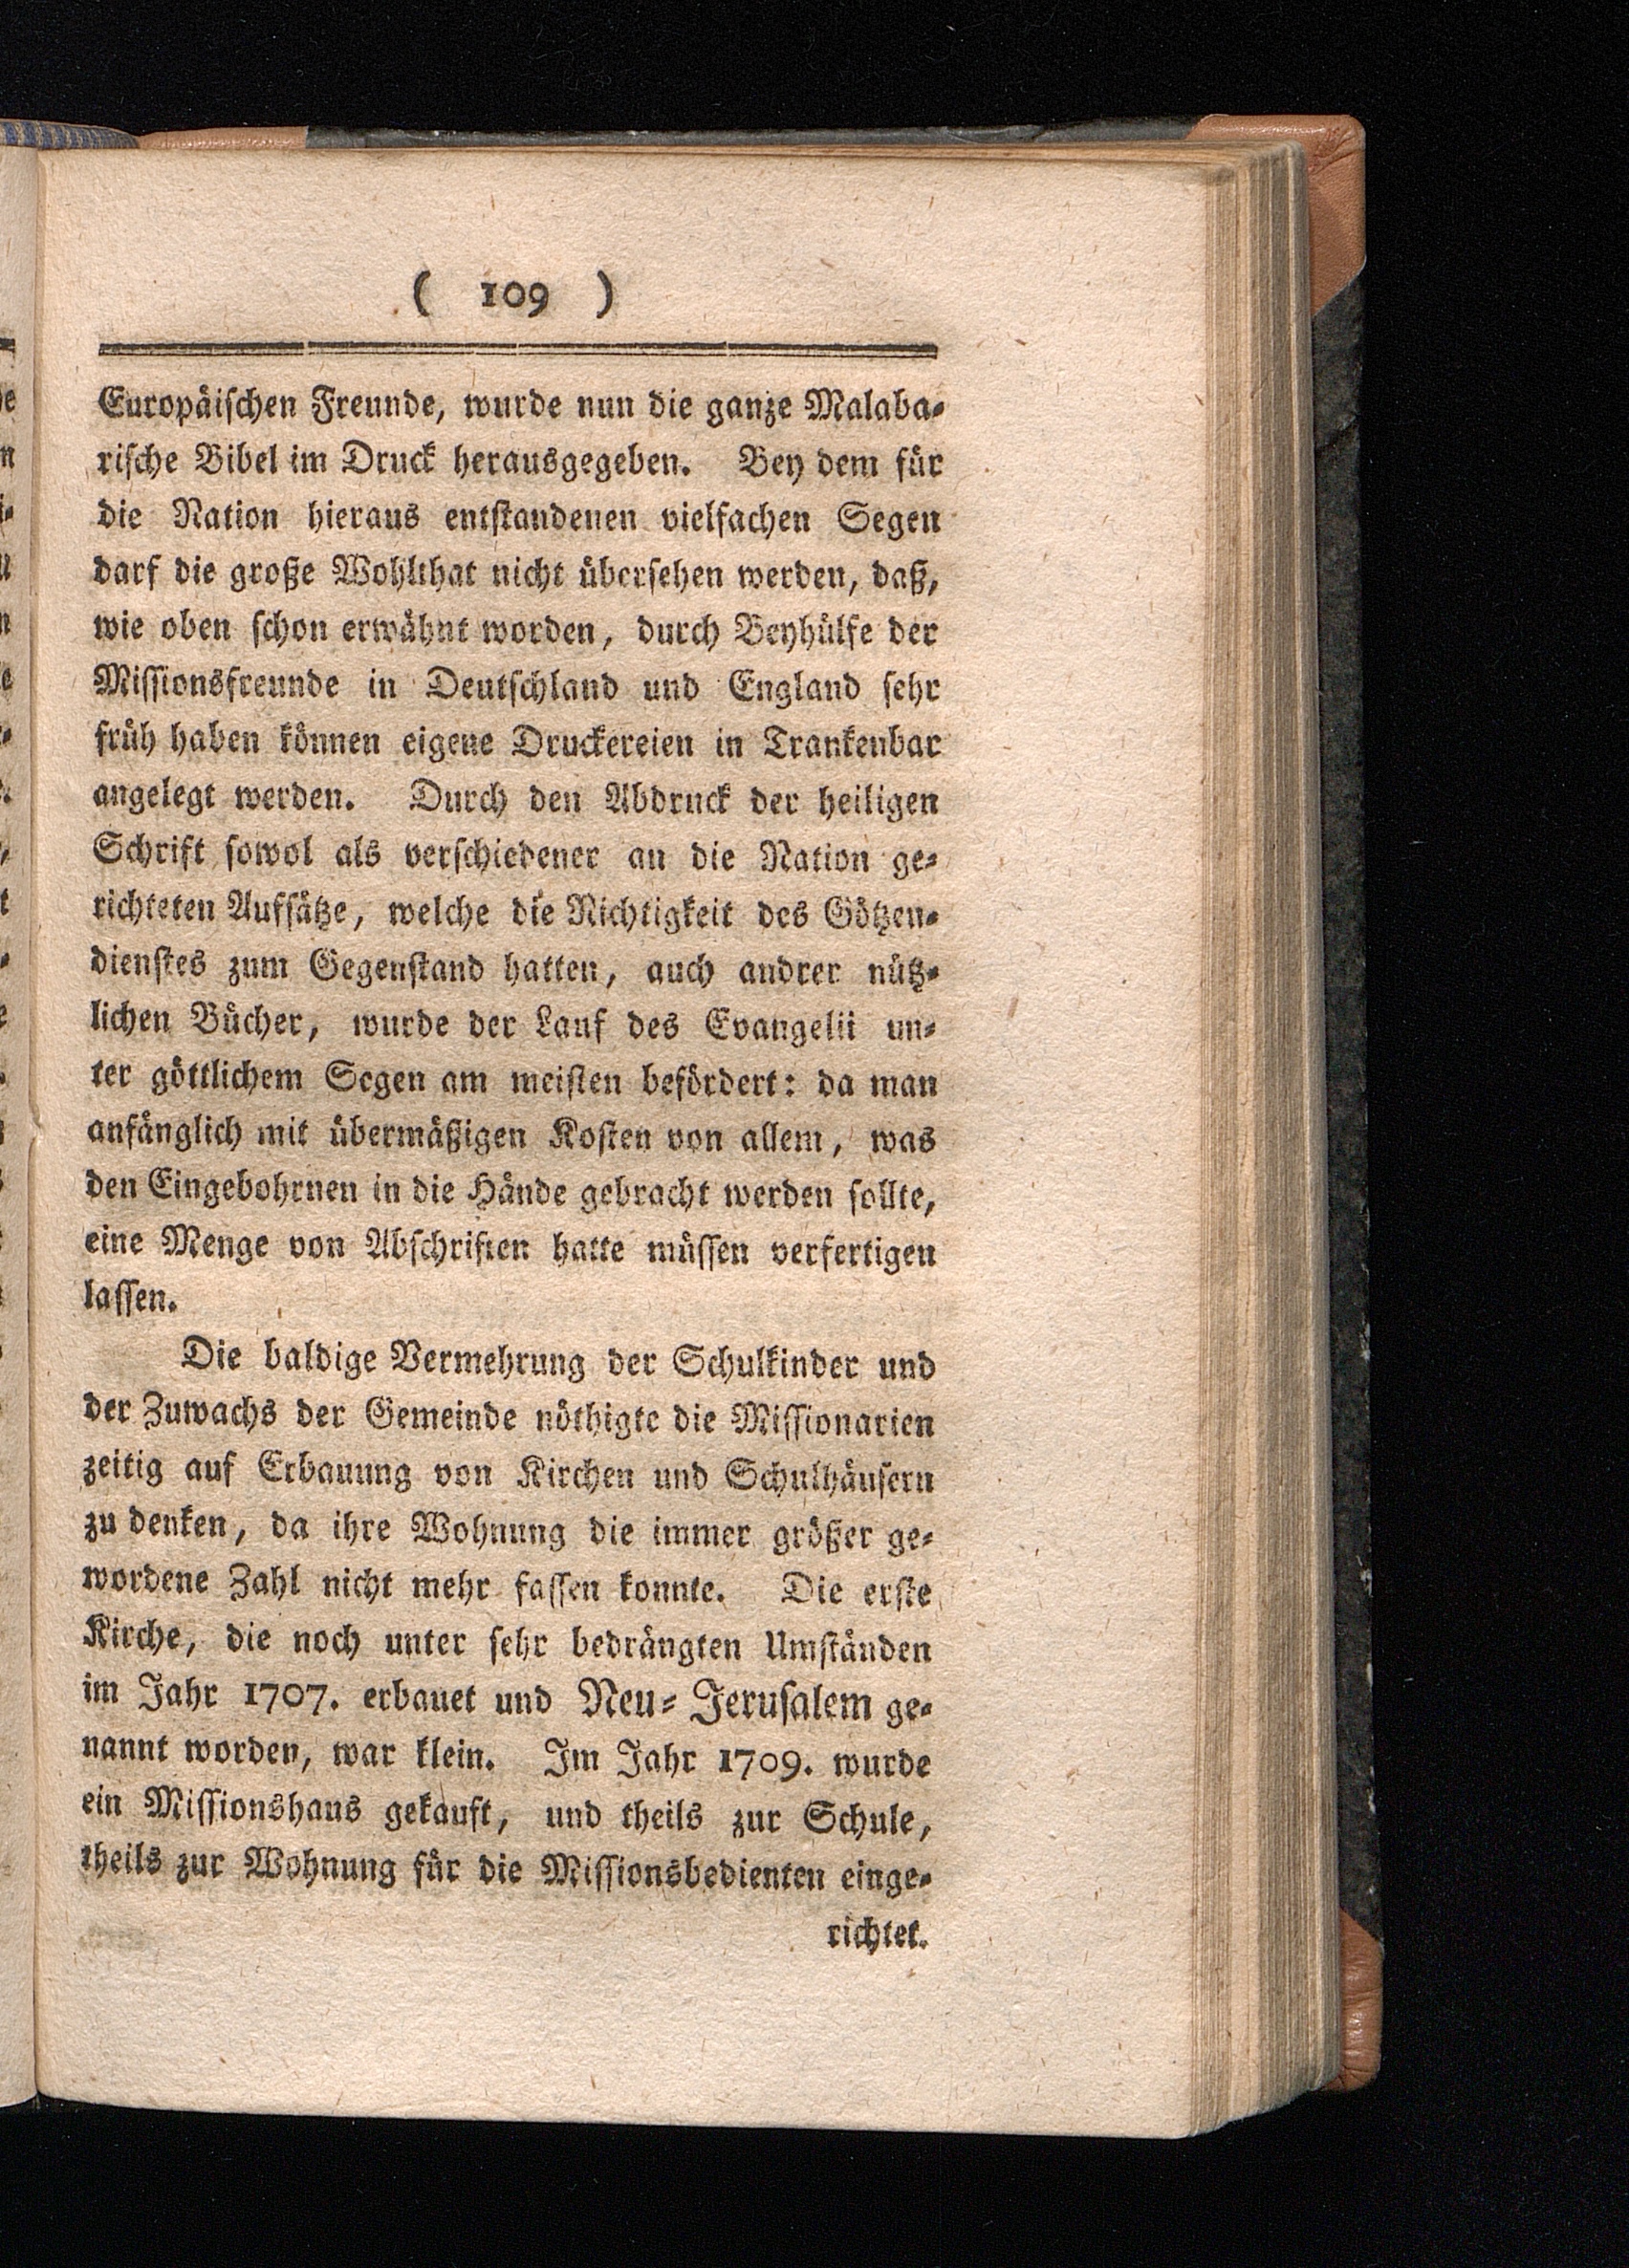 ( 109 )
Europäischen Freunde, wurde nun die ganze Malaba-
rische Bibel im Druck herausgegeben. Bey dem für
die Nation hieraus entstandenen vielfachen Segen
darf die große Wohlthat nicht übersehen werden, daß,
wie oben schon erwähnt worden, durch Beyhülfe der
Missionsfreunde in Deutschland und England sehr
früh haben können eigene Druckereien in Trankenbar
angelegt werden. Durch den Abdruck der heiligen
Schrift sowol als verschiedener an die Nation ge-
richteten Aufsätze, welche die Nichtigkeit des Götzen-
dienstes zum Gegenstand hatten, auch andrer nütz-
lichen Bücher, wurde der Lauf des Evangelii un-
ter göttlichem Segen am meisten befördert: da man
anfänglich mit übermäßigen Kosten von allem, was
den Eingebohrnen in die Hände gebracht werden sollte,
eine Menge von Abschriften hatte müssen verfertigen
lassen.
Die baldige Vermehrung der Schulkinder und
der Zuwachs der Gemeinde nöthigte die Missionarien
zeitig auf Erbauung von Kirchen und Schulhäusern
zu denken, da ihre Wohnung die immer größer ge-
wordene Zahl nicht mehr fassen konnte. Die erste
Kirche, die noch unter sehr bedrängten Umständen
im Jahr 1707. erbauet und Neu-Jerusalem ge-
nannt worden, war klein. Im Jahr 1709. wurde
ein Missionshaus gekauft, und theils zur Schule,
theils zur Wohnung für die Missionsbedienten einge-
richtet.